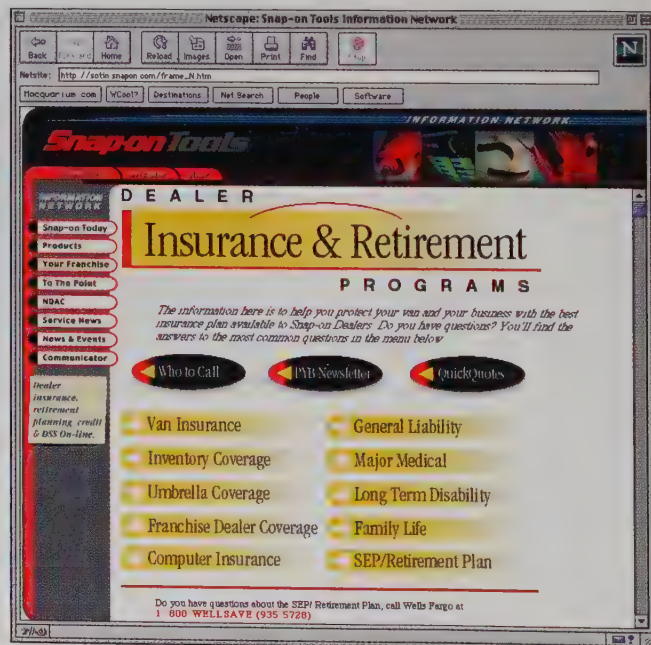 Netscape: Snap-on Tools Information Network
Back
Home
Reload
Images
Open
Print
Find
N
Netsite:
http://sotin.snapon.com/frame_N.htm
Macquarium com
WCool?
Destinations
Net Search
People
Software
INFORMATION NETWORK
Snap-on Tools
INFORMATION
NETWORK
Snap-on Today
Products
Your Franchise
To The Point
NDAC
Service News
News & Events
Communicator
Dealer
insurance,
retirement
planning credit
& DSS On-line.
DEALER
Insurance & Retirement
PROGRAMS
The information here is to help you protect your van and your business with the best
insurance plan available to Snap-on Dealers. Do you have questions? You'll find the
answers to the most common questions in the menu below
Who to Call
PYB Newsletter
QuickQuotes
Van Insurance
General Liability
Inventory Coverage
Major Medical
Umbrella Coverage
Long Term Disability
Franchise Dealer Coverage
Family Life
Computer Insurance
SEP/Retirement Plan
Do you have questions about the SEP/ Retirement Plan, call Wells Fargo at
1 800 WELLSAVE (935 5728)